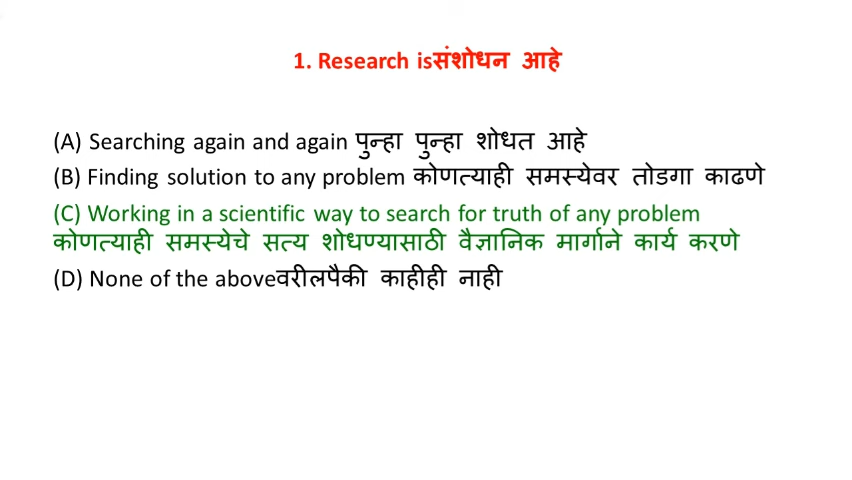 1. Research isसंशोधन आहे
(A) Searching again and again पुन्हा पुन्हा शोधत आहे
(B) Finding solution to any problem कोणत्याही समस्येवर तोडगा काढणे
(C) Working in a scientific way to search for truth of any problem
कोणत्याही समस्येचे सत्य शोधण्यासाठी वैज्ञानिक मार्गाने कार्य करणे
(D) None of the aboveवरीलपैकी काहीही नाही